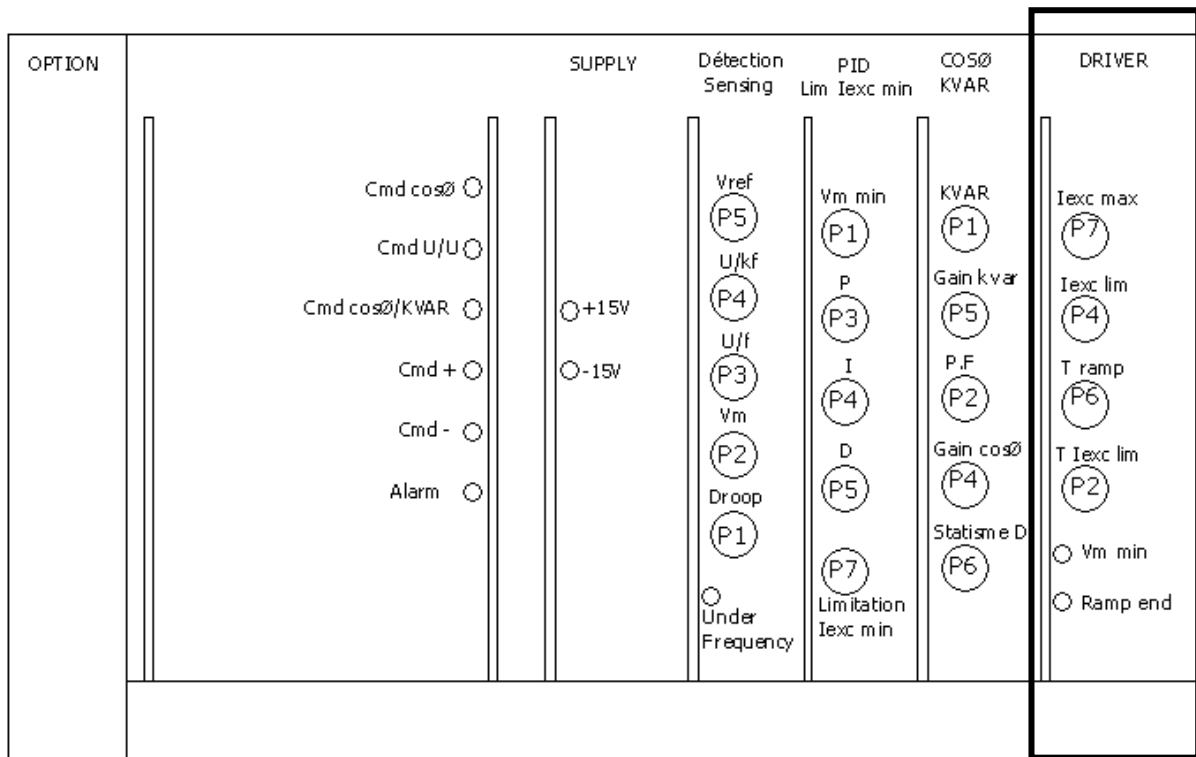 OPTION
Cmd cosØ
Cmd U/U
Cmd cosØ/KVAR
Cmd +
Cmd -
Alarm
SUPPLY
+15V
-15V
Détection
Sensing
Vref
P5
U/kf
P4
U/f
P3
Vm
P2
Droop
P1
Under
Frequency
PID
Lim Iexc min
Vm min
P1
P
P3
I
P4
D
P5
P7
Limitation
Iexc min
COSØ
KVAR
KVAR
P1
Gain kvar
P5
P.F
P2
Gain cosØ
P4
Statisme D
P6
DRIVER
Iexc max
P7
Iexc lim
P4
T ramp
P6
T Iexc lim
P2
Vm min
Ramp end